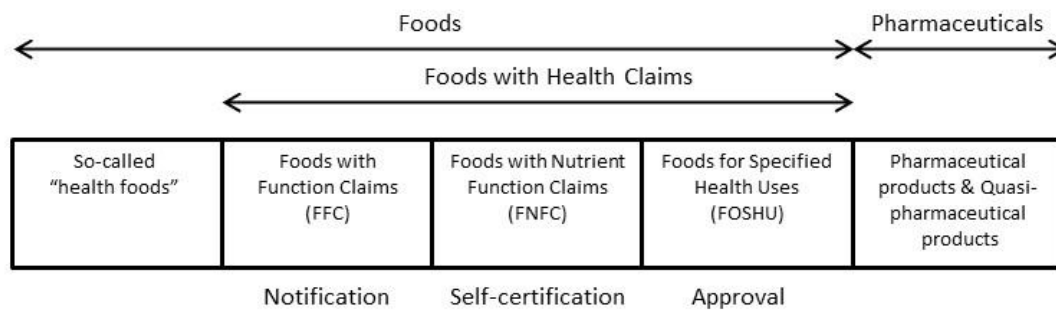 Foods
Pharmaceuticals
Foods with Health Claims
So-called
“health foods”
Foods with
Function Claims
(FFC)
Foods with Nutrient
Function Claims
(FNFC)
Foods for Specified
Health Uses
(FOSHU)
Pharmaceutical
products & Quasi-
pharmaceutical
products
Notification
Self-certification
Approval